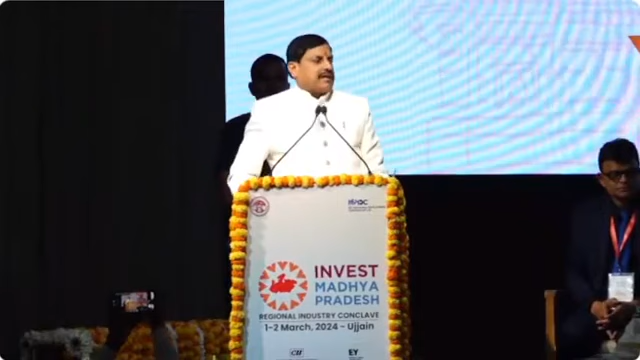 INVEST
MADHYA
PRADESH
REGIONAL INDUSTRY CONCLAVE
1-2 March, 2024 - Ujjain
CII
EY